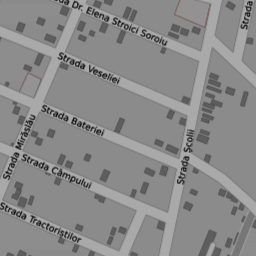 Dr. Elena Stroici Soroiu
Strada
Strada Veseliei
Strada Bateriei
Strada Mirăslău
Strada Școlii
Strada Câmpului
Strada Tractoriștilor